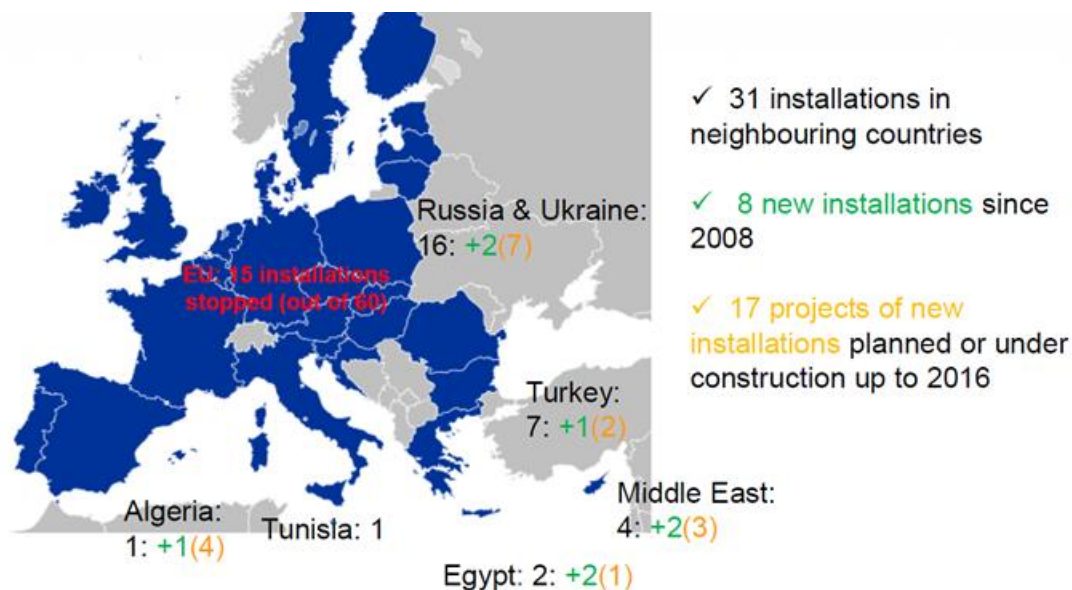 ✓ 31 installations in
neighbouring countries
✓ 8 new installations since
2008
✓ 17 projects of new
installations planned or under
construction up to 2016
Russia & Ukraine:
16: +2(7)
EU: 15 installations
stopped (out of 60)
Turkey:
7: +1(2)
Middle East:
4: +2(3)
Algeria:
1: +1(4)
Tunisia: 1
Egypt: 2: +2(1)